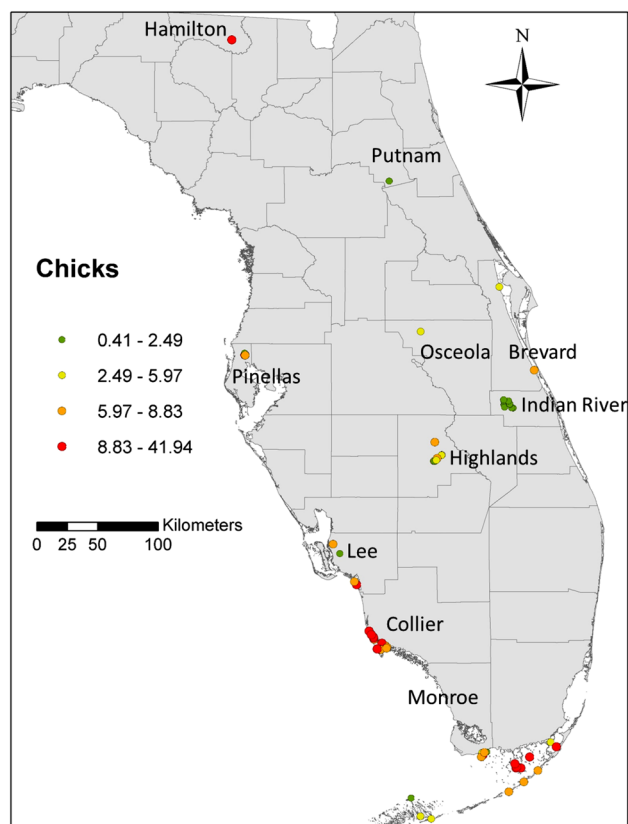 Hamilton
N
Putnam
Chicks
0.41 - 2.49
2.49 - 5.97
5.97 - 8.83
8.83 - 41.94
Osceola
Brevard
Pinellas
Indian River
Highlands
Kilometers
0 25 50 100
Lee
Collier
Monroe